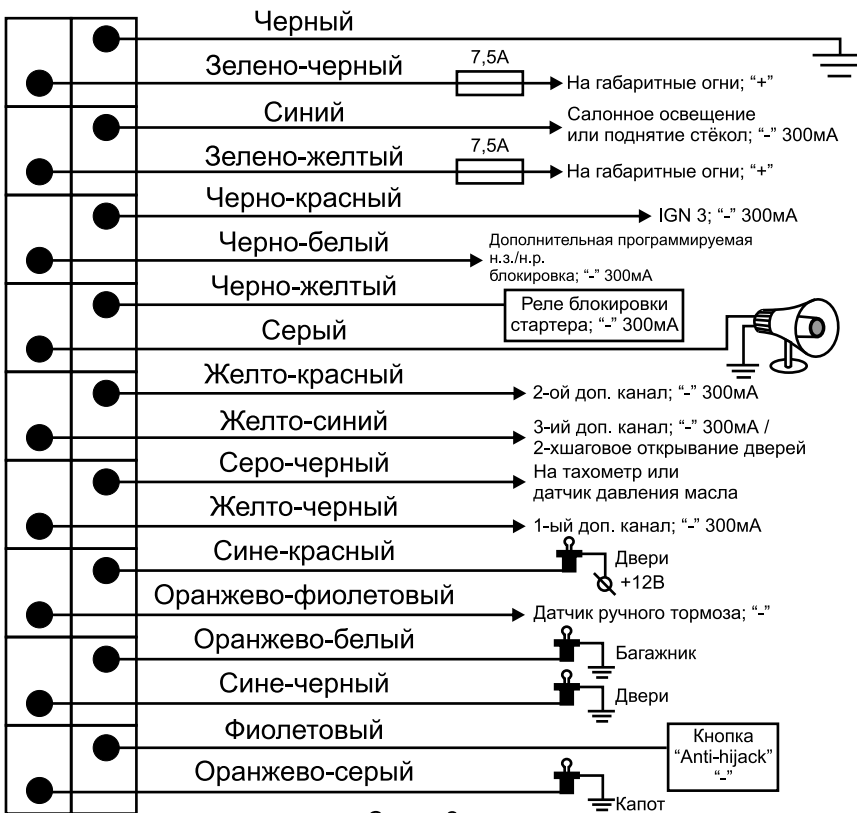 Черный
Зелено-черный
7,5А
На габаритные огни; “+”
Синий
Салонное освещение
или поднятие стёкол; “-” 300мА
Зелено-желтый
7,5А
На габаритные огни; “+”
Черно-красный
IGN 3; “-” 300мА
Черно-белый
Дополнительная программируемая
н.з./н.р.
блокировка; “-” 300мА
Черно-желтый
Реле блокировки
стартера; “-” 300мА
Серый
Желто-красный
2-ой доп. канал; “-” 300мА
Желто-синий
3-ий доп. канал; “-” 300мА /
2-хшаговое открывание дверей
Серо-черный
На тахометр или
датчик давления масла
Желто-черный
1-ый доп. канал; “-” 300мА
Сине-красный
Двери
+12В
Оранжево-фиолетовый
Датчик ручного тормоза; “-”
Оранжево-белый
Багажник
Сине-черный
Двери
Фиолетовый
Кнопка
“Anti-hijack”
“-”
Оранжево-серый
Капот